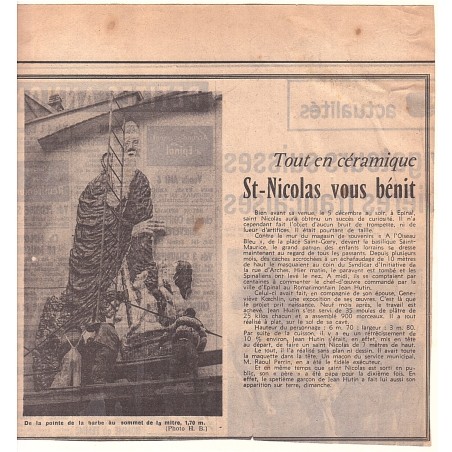 actualités
Tout en céramique
St-Nicolas vous bénit
Bien avant sa venue, le 5 décembre au soir, à Epinal,
saint Nicolas aura obtenu un succès de curiosité. Il n'a
cependant fait l'objet d'aucun bruit de trompette, ni de
lueur d'artifices. Il était pourtant de taille.
Contre le mur du magasin de souvenirs « A l'Oiseau
Bleu », de la place Saint-Goery, devant la basilique Saint-
Maurice, le grand patron des enfants lorrains se dresse
maintenant au regard de tous les passants. Depuis plusieurs
mois, des caches accrochées à un échafaudage de 10 mètres
de haut le masquaient au coin du Syndicat d'Initiative de
la rue d'Arches. Hier matin, le paravent est tombé et les
Spinaliens ont levé le nez. A midi, ils se comptaient par
centaines à commenter le chef-d'œuvre commandé par la
ville d'Epinal au Romarimontain Jean Hutin.
Celui-ci avait fait, en compagnie de son épouse, Gene-
viève Kœchlin, une exposition de ses œuvres. C'est là que
le projet prit naissance. Neuf mois après, le travail est
achevé. Jean Hutin s'est servi de 35 moules de plâtre de
25 kilos chacun et a assemblé 900 morceaux. Il a tout
réalisé à plat, sur le sol de sa cave.
Hauteur du personnage : 6 m. 70 ; largeur : 3 m. 80.
Par suite de la cuisson, il y a eu un retrécissement de
10 % environ, Jean Hutin s'était, en effet, mis en tête
au départ, de faire un saint Nicolas de 7 mètres de haut.
Le tout, il l'a réalisé sans plan ni dessin. Il avait toute
la maquette dans la tête. Un maçon du service municipal,
M. Raoul Perrin, en a été le fidèle exécuteur.
Et en même temps que saint Nicolas est sorti en pu-
blic, son « père » a été papa pour la dixième fois. En
effet, le septième garçon de Jean Hutin a fait lui aussi son
apparition sur terre, dimanche.
De la pointe de la barbe au sommet de la mitre, 1,70 m.
(Photo H. B.)